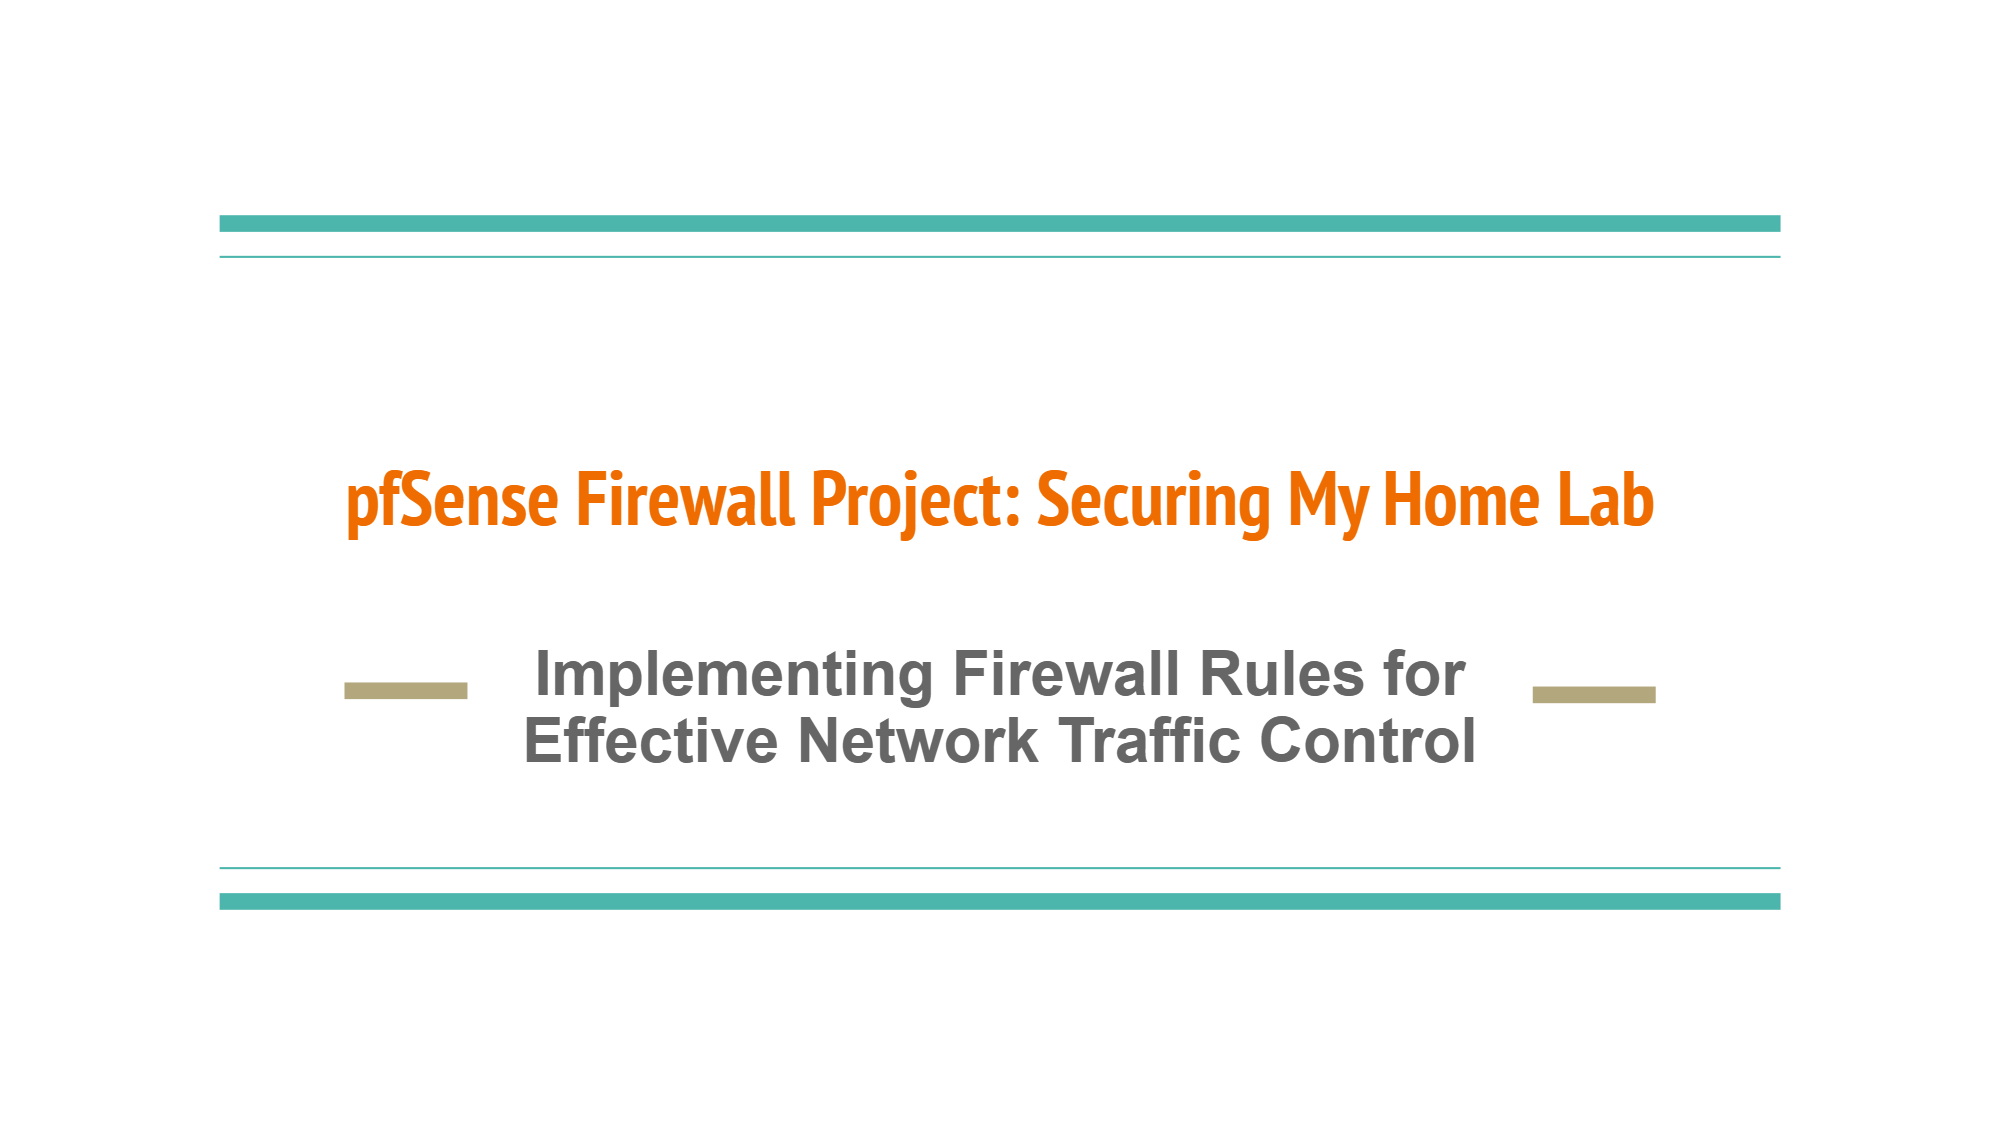 pfSense Firewall Project: Securing My Home Lab
Implementing Firewall Rules for
Effective Network Traffic Control